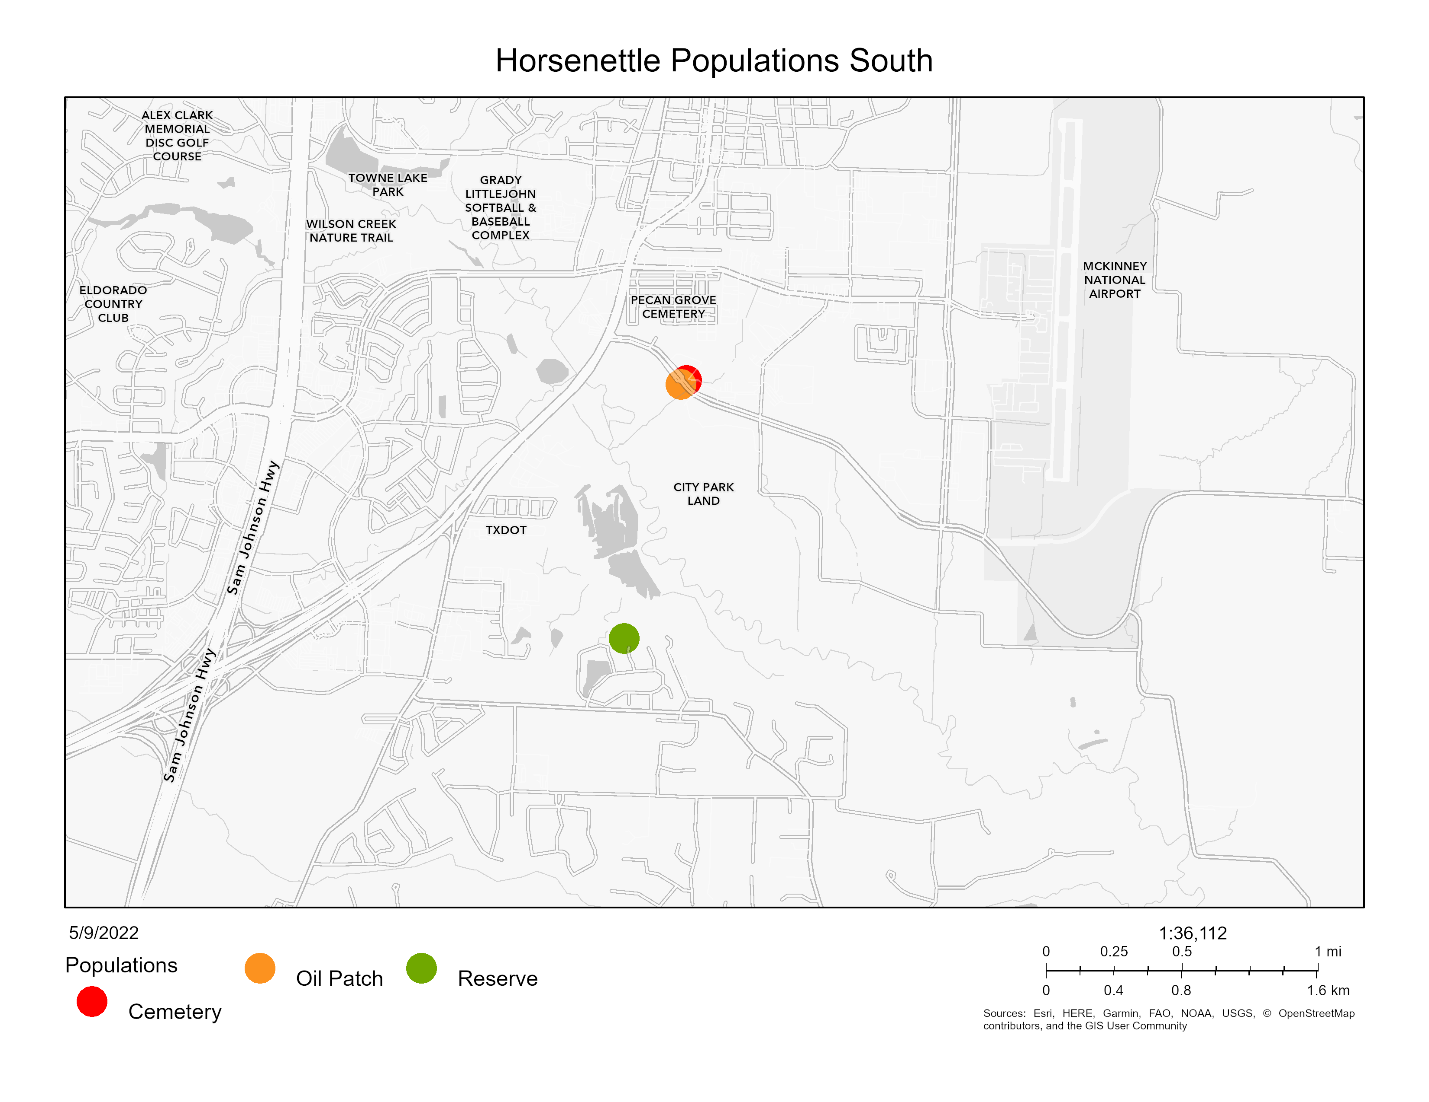 Horsenettle Populations South
ALEX CLARK
MEMORIAL
DISC GOLF
COURSE
TOWNE LAKE
PARK
GRADY
LITTLEJOHN
SOFTBALL &
BASEBALL
COMPLEX
WILSON CREEK
NATURE TRAIL
ELDORADO
COUNTRY
CLUB
PECAN GROVE
CEMETERY
MCKINNEY
NATIONAL
AIRPORT
Sam Johnson Hwy
CITY PARK
LAND
TXDOT
Sam Johnson Hwy
5/9/2022
Populations
Cemetery
Oil Patch
Reserve
1:36,112
0 0.25 0.5 1 mi
0 0.4 0.8 1.6 km
Sources: Esri, HERE, Garmin, FAO, NOAA, USGS, © OpenStreetMap
contributors, and the GIS User Community